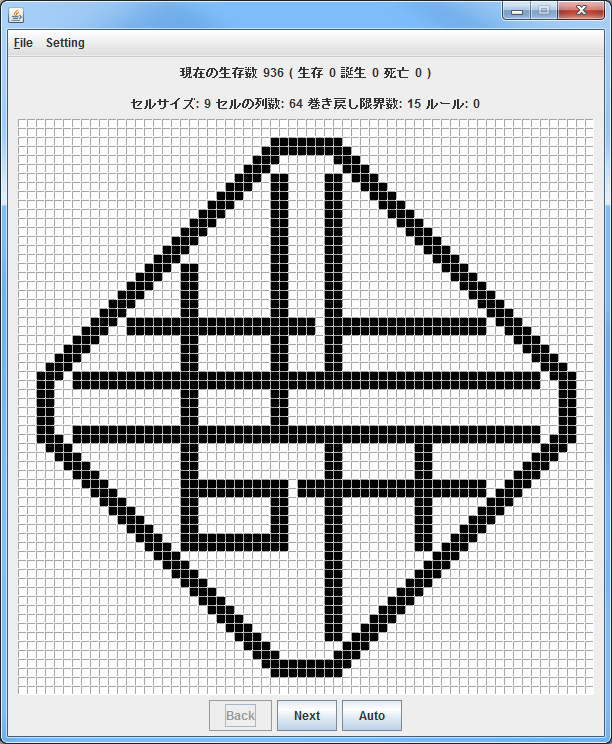 File Setting
現在の生存数 936 ( 生存 0 誕生 0 死亡 0 )
セルサイズ: 9 セルの列数: 64 巻き戻し限界数: 15 ルール: 0
Back Next Auto